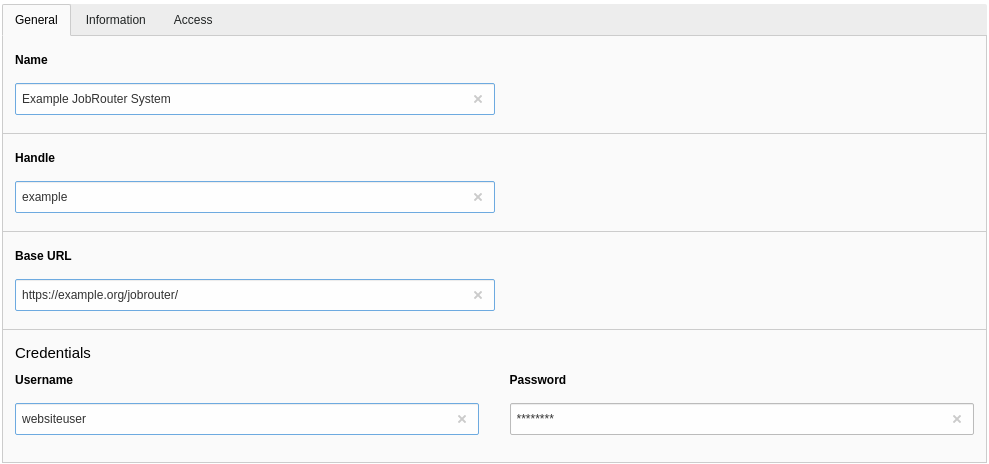 General Information Access
Name
Example JobRouter System
Handle
example
Base URL
https://example.org/jobrouter/
Credentials
Username Password
websiteuser ********